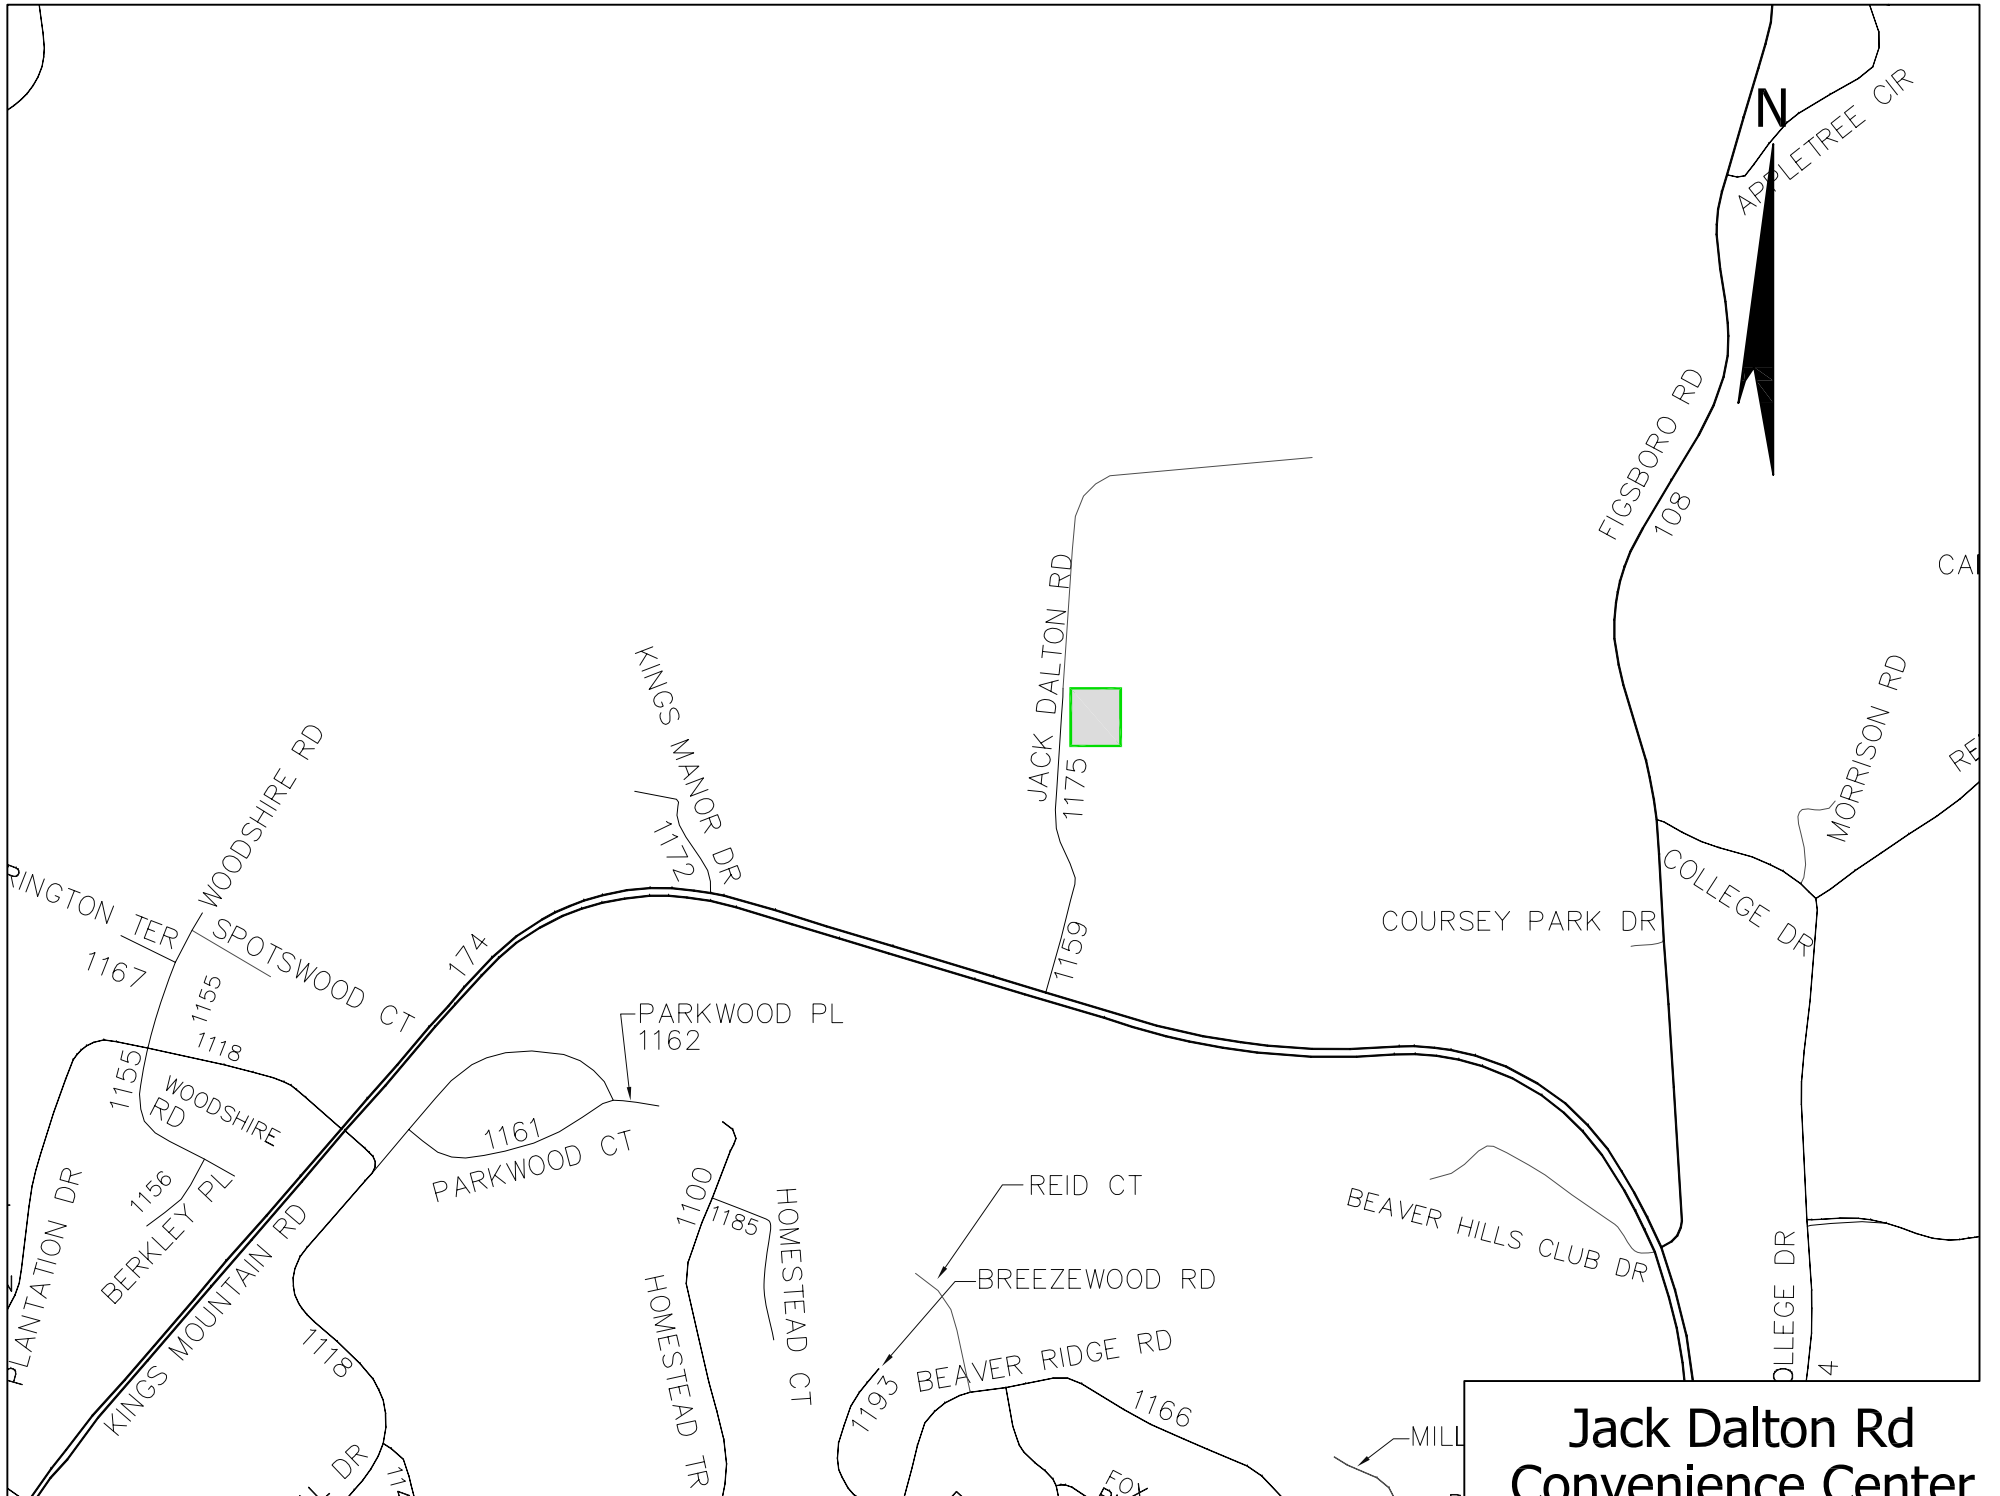 N
APPLETREE CIR
FIGSBORO RD
108
JACK DALTON RD
1175
1159
KINGS MANOR DR
1172
MORRISON RD
WOODSHIRE RD
TER
1167
SPOTSWOOD CT
1155
1118
174
COURSEY PARK DR
COLLEGE DR
PARKWOOD PL
1162
1155
WOODSHIRE
RD
1161
PARKWOOD CT
1156
BERKLEY PL
PLANTATION DR
KINGS MOUNTAIN RD
1118
1100
1185
HOMESTEAD CT
HOMESTEAD TR
REID CT
BREEZEWOOD RD
BEAVER RIDGE RD
1193
1166
BEAVER HILLS CLUB DR
DR
4
DR
FOX
MILL
Jack Dalton Rd
Convenience Center